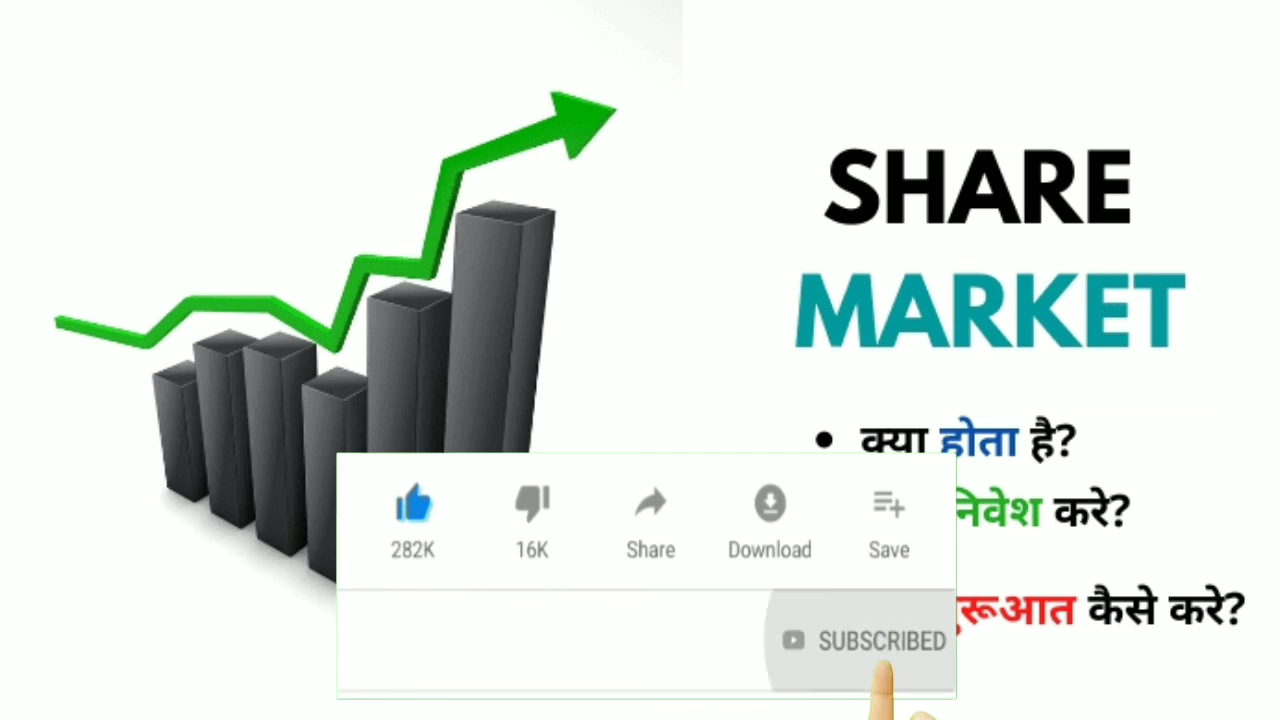 SHARE
MARKET
• क्या होता है?
निवेश करे?
282K 16K Share Download Save
कैसे करे?
SUBSCRIBED